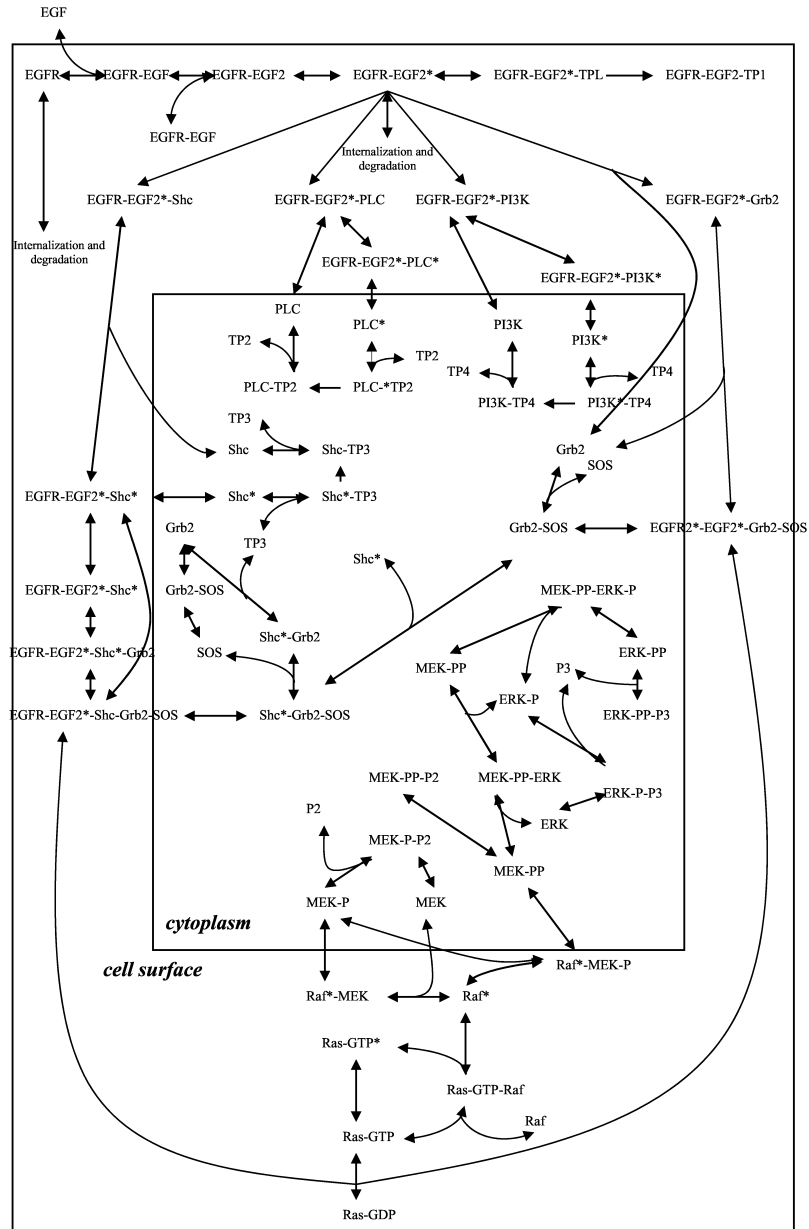 EGF
EGFR EGFR-EGF EGFR-EGF2 EGFR-EGF2* EGFR-EGF2*-TPL EGFR-EGF2-TP1
EGFR-EGF
Internalization and
degradation
EGFR-EGF2*-Shc EGFR-EGF2*-PLC EGFR-EGF2*-PI3K EGFR-EGF2*-Grb2
Internalization and
degradation
EGFR-EGF2*-PLC*
EGFR-EGF2*-PI3K*
PLC
PLC* PI3K
PI3K*
TP2
TP2
TP4 TP4
PLC-TP2 PLC-*TP2
PI3K-TP4 PI3K*-TP4
TP3
Shc Shc-TP3 Grb2
SOS
EGFR-EGF2*-Shc* Shc* Shc*-TP3
Grb2 Grb2-SOS EGFR2*-EGF2*-Grb2-SOS
TP3
Shc*
EGFR-EGF2*-Shc* Grb2-SOS MEK-PP-ERK-P
Shc*-Grb2
EGFR-EGF2*-Shc*-Grb2 SOS ERK-PP
MEK-PP P3
ERK-P
EGFR-EGF2*-Shc-Grb2-SOS Shc*-Grb2-SOS ERK-PP-P3
MEK-PP-P2 MEK-PP-ERK
ERK-P-P3
P2 ERK
MEK-P-P2
MEK-PP
MEK-P MEK
cytoplasm
cell surface Raf*-MEK-P
Raf*-MEK Raf*
Ras-GTP*
Ras-GTP-Raf
Raf
Ras-GTP
Ras-GDP